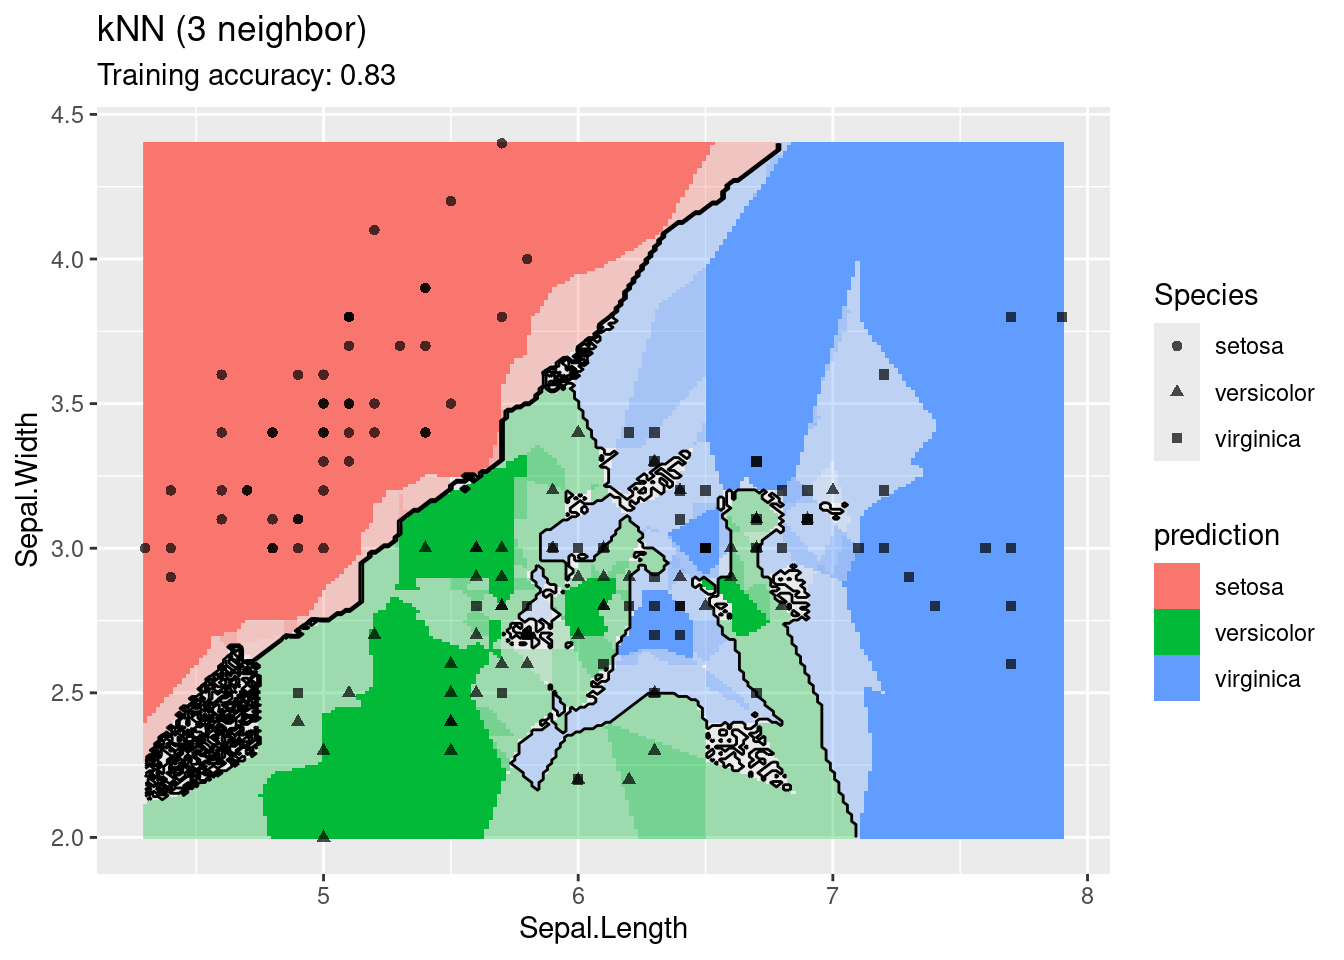 kNN (3 neighbor)
Training accuracy: 0.83
4.5
4.0
3.5
3.0
2.5
2.0
Sepal.Width
5 6 7 8
Sepal.Length
Species
setosa
versicolor
virginica
prediction
setosa
versicolor
virginica